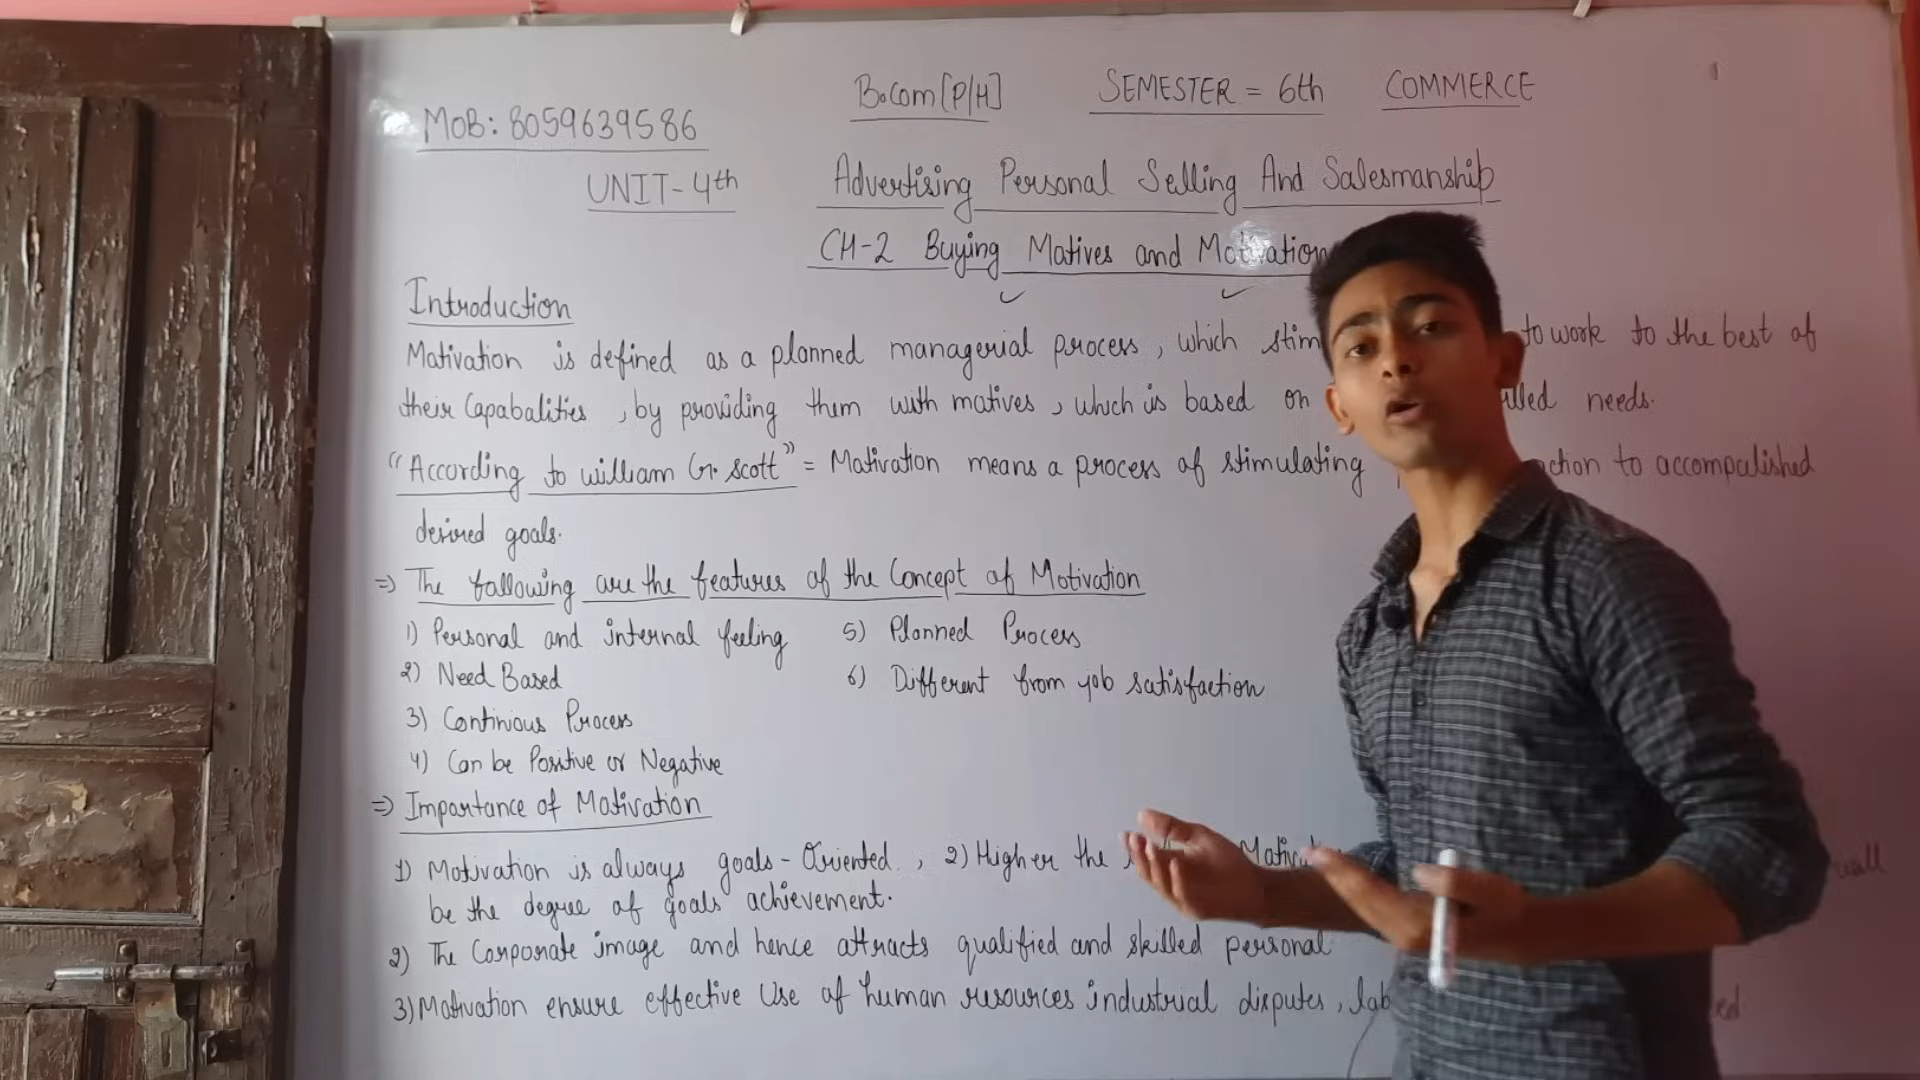 B.Com [P/H] SEMESTER = 6th COMMERCE
MOB: 8059639586
UNIT-4th Advertising Personal Selling And Salesmanship
CH-2 Buying Motives and Motivation
Introduction
Motivation is defined as a planned managerial process, which to work to the best of
their Capabalities, by providing them with motives, which is based on needs.
"According to william G. scott" = Motivation means a process of stimulating to accompalished
desired goals.
=) The following are the features of the Concept of Motivation
1) Personal and internal feeling 5) Planned Process
2) Need Based 6) Different from job satisfaction
3) Continious Process
4) Can be Positive or Negative
=) Importance of Motivation
1) Motivation is always goals-Oriented., 2) Higher the
be the degree of goals achievement.
2) The Corporate image and hence attracts qualified and skilled personal
3) Motivation ensure effective Use of human resources industrial disputes,